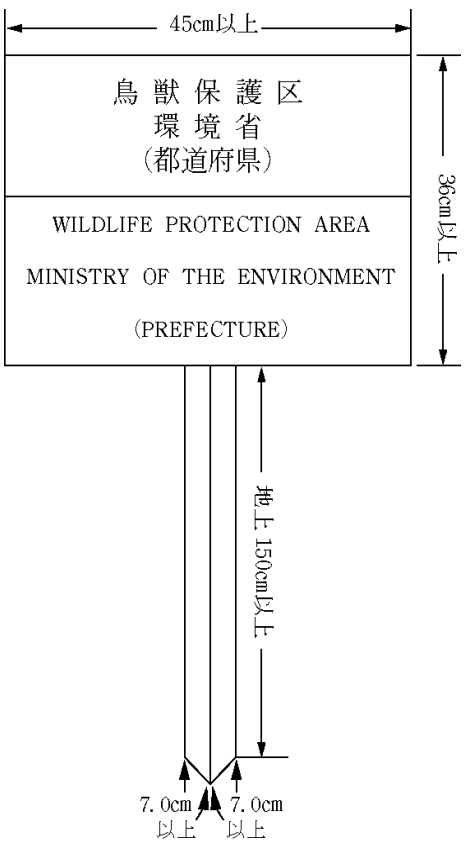 45cm以上
鳥獣保護区
環境省
(都道府県)
36cm以上
WILDLIFE PROTECTION AREA
MINISTRY OF THE ENVIRONMENT
(PREFECTURE)
地上150cm以上
7.0cm
以上
7.0cm
以上